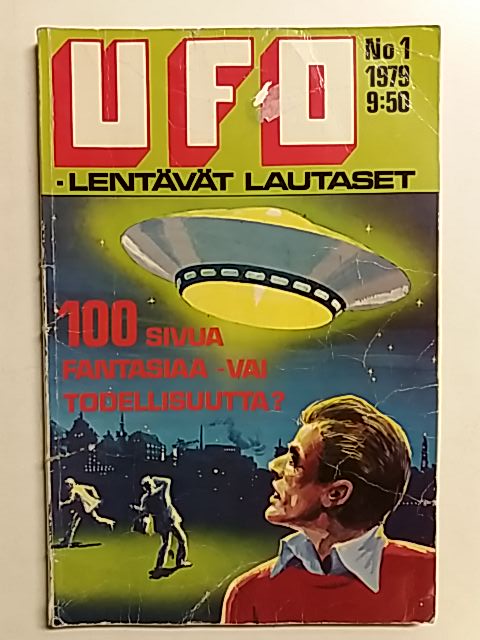 UFO
No 1
1979
9:50
-LENTÄVÄT LAUTASET
100 SIVUA
FANTASIAA -VAI
TODELLISUUTTA?